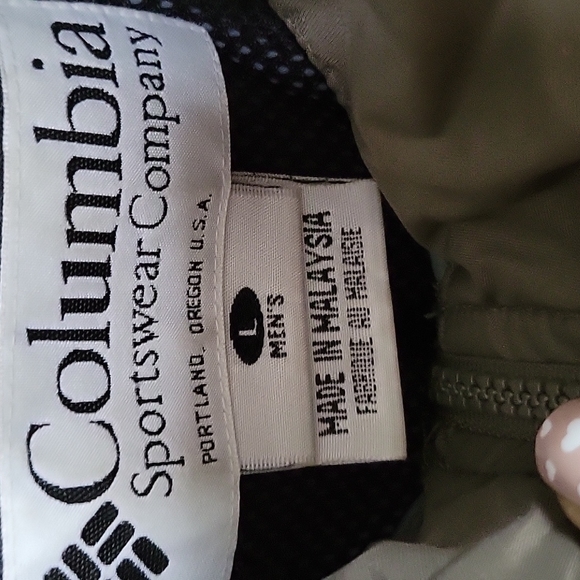 Columbia
Sportswear Company
PORTLAND, OREGON U.S.A.
L
MEN'S
MADE IN MALAYSIA
FABRIQUE AU MALAISIE